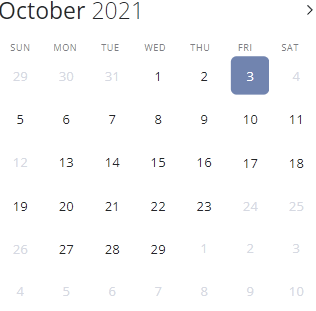 October 2021 >
SUN MON TUE WED THU FRI SAT
29 30 31 1 2 3 4
5 6 7 8 9 10 11
12 13 14 15 16 17 18
19 20 21 22 23 24 25
26 27 28 29 1 2 3
4 5 6 7 8 9 10